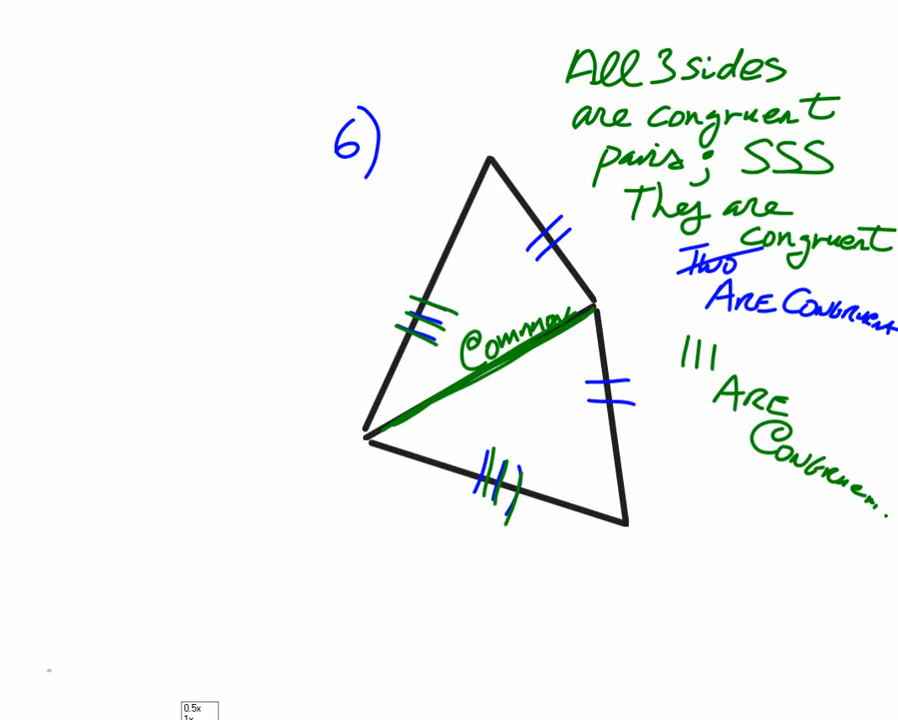 6)
All 3 sides
are congruent
pairs; SSS
They are
congruent
Two
ARE CONGRUENT
Common
III
ARE
CONGRUEN..
0.5x
1x